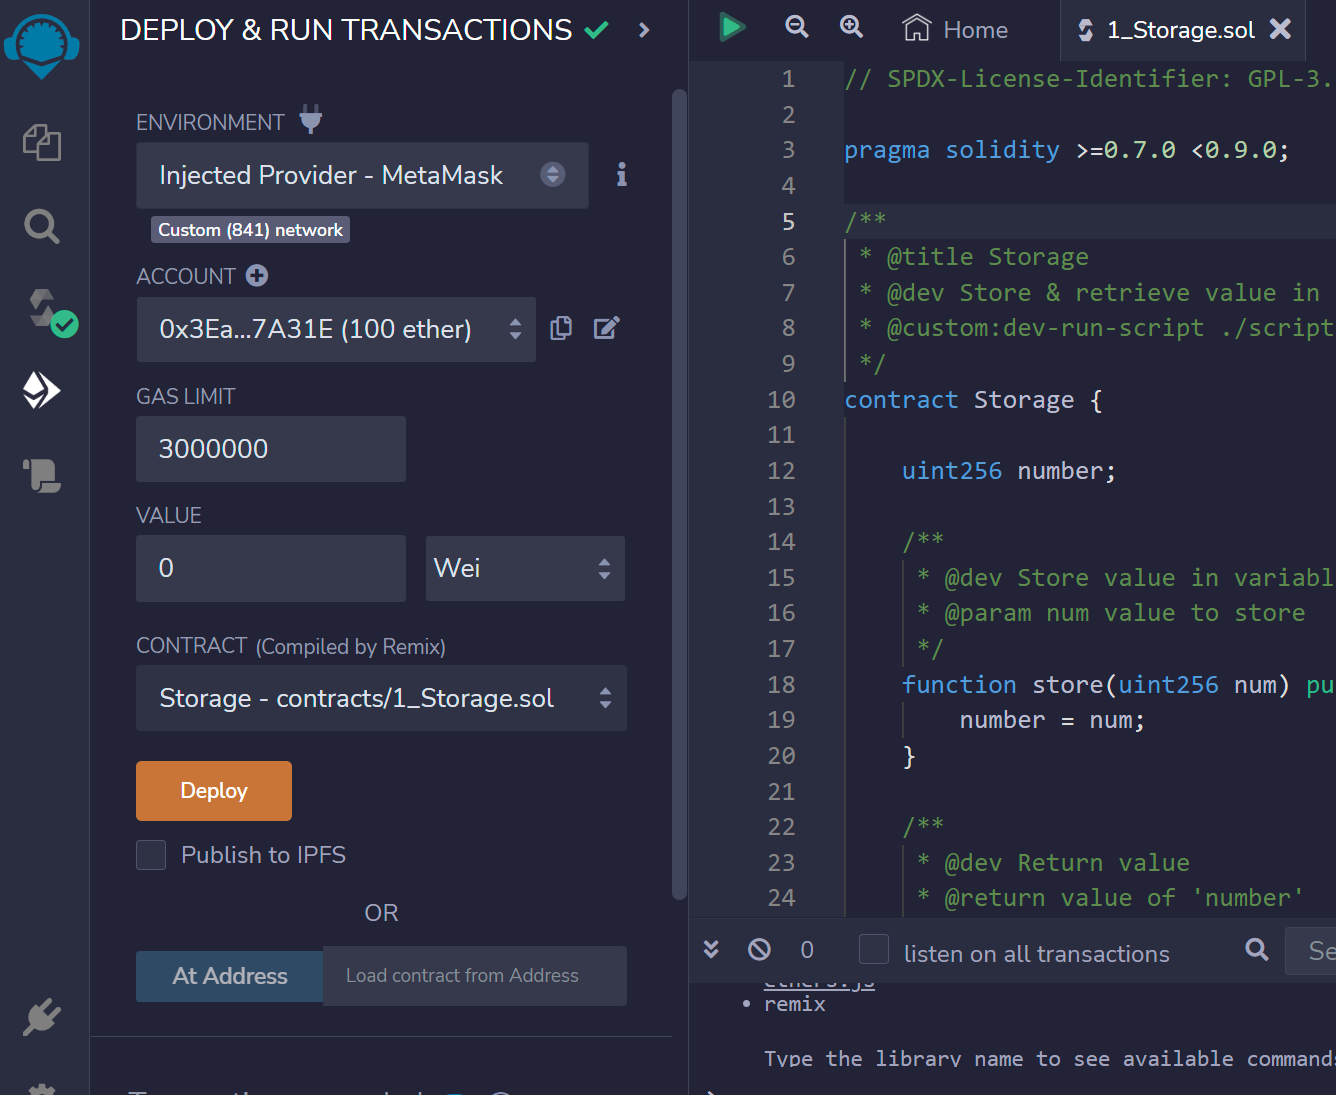 DEPLOY & RUN TRANSACTIONS
ENVIRONMENT
Injected Provider - MetaMask
Custom (841) network
ACCOUNT
0x3Ea...7A31E (100 ether)
GAS LIMIT
3000000
VALUE
0
Wei
CONTRACT (Compiled by Remix)
Storage - contracts/1_Storage.sol
Deploy
Publish to IPFS
OR
At Address
Load contract from Address
Home
1_Storage.sol
1 // SPDX-License-Identifier: GPL-3.
2
3 pragma solidity >=0.7.0 <0.9.0;
4
5 /**
6 * @title Storage
7 * @dev Store & retrieve value in
8 * @custom:dev-run-script ./script
9 */
10 contract Storage {
11
12 uint256 number;
13
14 /**
15 * @dev Store value in variabl
16 * @param num value to store
17 */
18 function store(uint256 num) pu
19 number = num;
20 }
21
22 /**
23 * @dev Return value
24 * @return value of 'number'
0
listen on all transactions
Se
ethers.js
• remix
Type the library name to see available commands
>